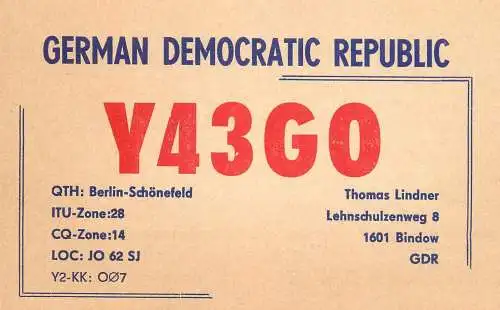 GERMAN DEMOCRATIC REPUBLIC
Y43GO
QTH: Berlin-Schönefeld
ITU-Zone:28
CQ-Zone:14
LOC: JO 62 SJ
Y2-KK: OØ7
Thomas Lindner
Lehnschulzenweg 8
1601 Bindow
GDR